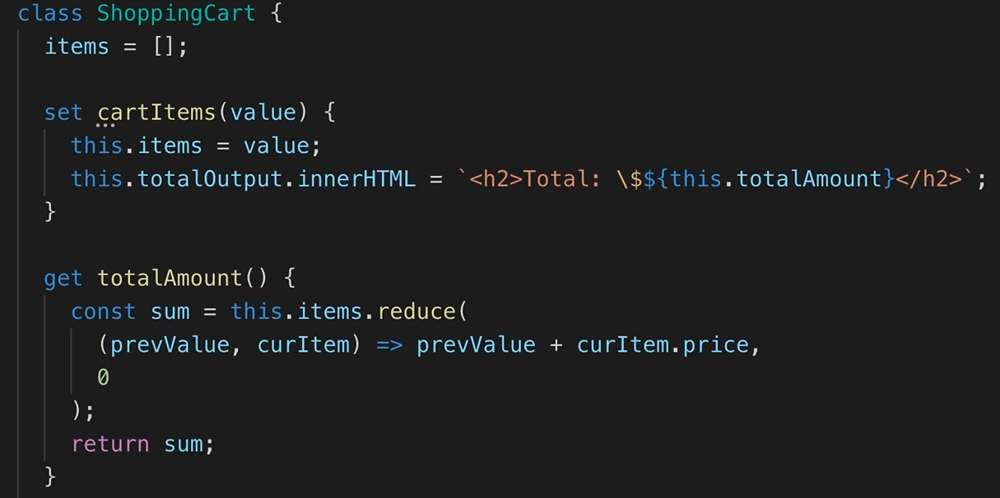 class ShoppingCart {
  items = [];

  set cartItems(value) {
    this.items = value;
    this.totalOutput.innerHTML = `<h2>Total: \$${this.totalAmount}</h2>`;
  }

  get totalAmount() {
    const sum = this.items.reduce(
      (prevValue, curItem) => prevValue + curItem.price,
      0
    );
    return sum;
  }